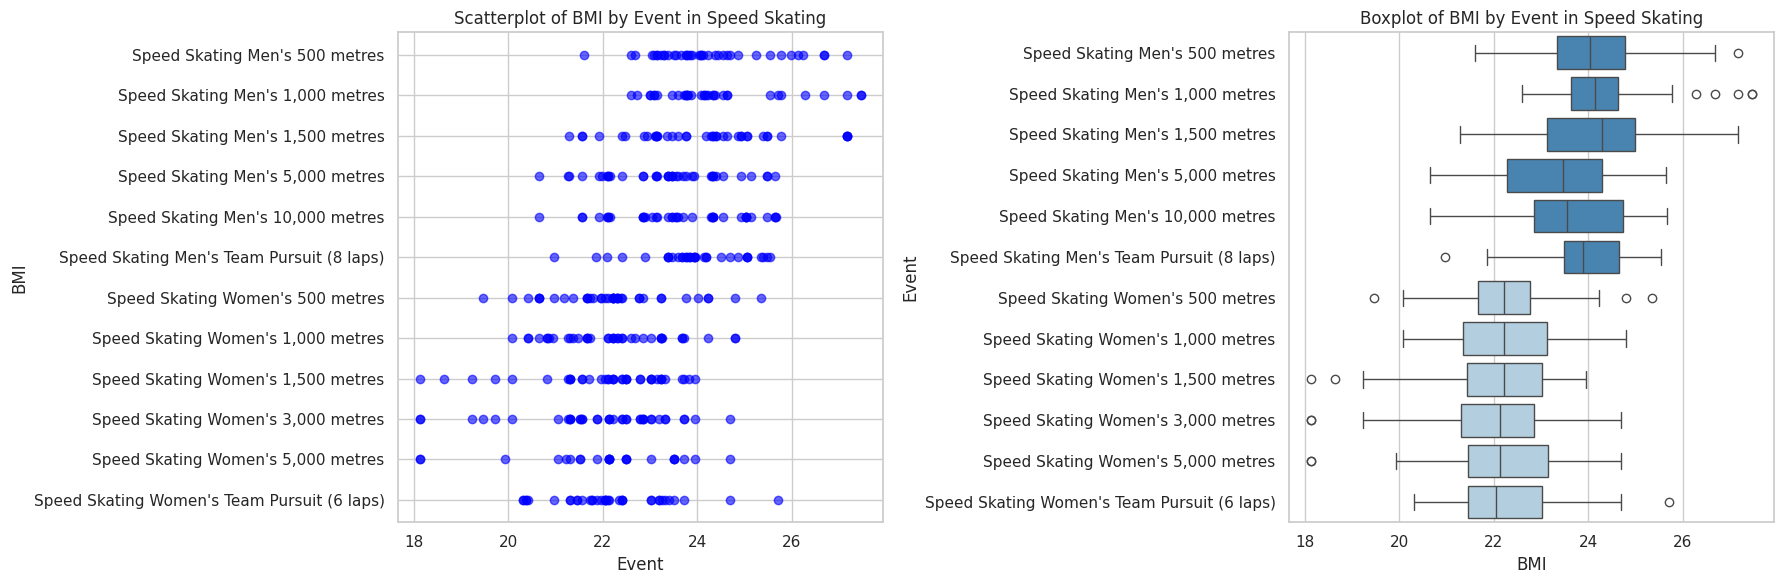 Scatterplot of BMI by Event in Speed Skating
BMI
Speed Skating Men's 500 metres
Speed Skating Men's 1,000 metres
Speed Skating Men's 1,500 metres
Speed Skating Men's 5,000 metres
Speed Skating Men's 10,000 metres
Speed Skating Men's Team Pursuit (8 laps)
Speed Skating Women's 500 metres
Speed Skating Women's 1,000 metres
Speed Skating Women's 1,500 metres
Speed Skating Women's 3,000 metres
Speed Skating Women's 5,000 metres
Speed Skating Women's Team Pursuit (6 laps)
18 20 22 24 26
Event
Boxplot of BMI by Event in Speed Skating
Event
Speed Skating Men's 500 metres
Speed Skating Men's 1,000 metres
Speed Skating Men's 1,500 metres
Speed Skating Men's 5,000 metres
Speed Skating Men's 10,000 metres
Speed Skating Men's Team Pursuit (8 laps)
Speed Skating Women's 500 metres
Speed Skating Women's 1,000 metres
Speed Skating Women's 1,500 metres
Speed Skating Women's 3,000 metres
Speed Skating Women's 5,000 metres
Speed Skating Women's Team Pursuit (6 laps)
18 20 22 24 26
BMI